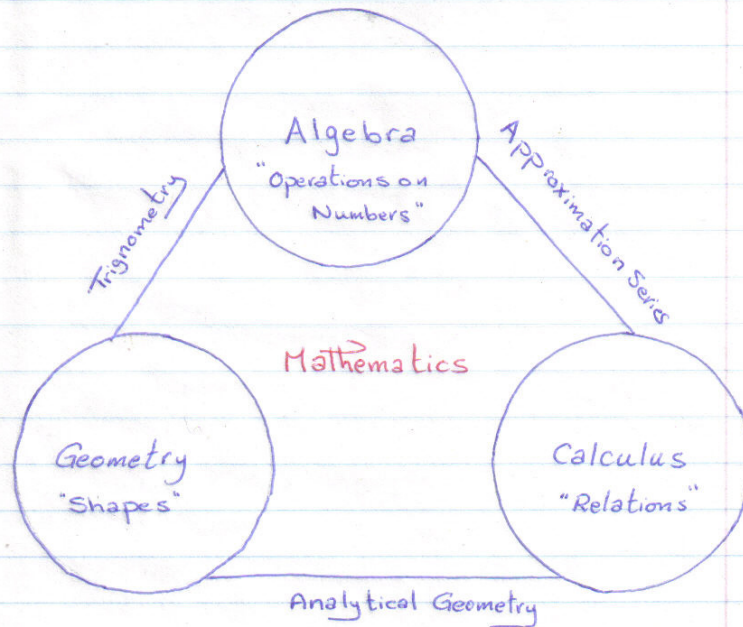 Algebra
"Operations on
Numbers"
Trignometry
Approximation Series
Mathematics
Geometry
"Shapes"
Calculus
"Relations"
Analytical Geometry